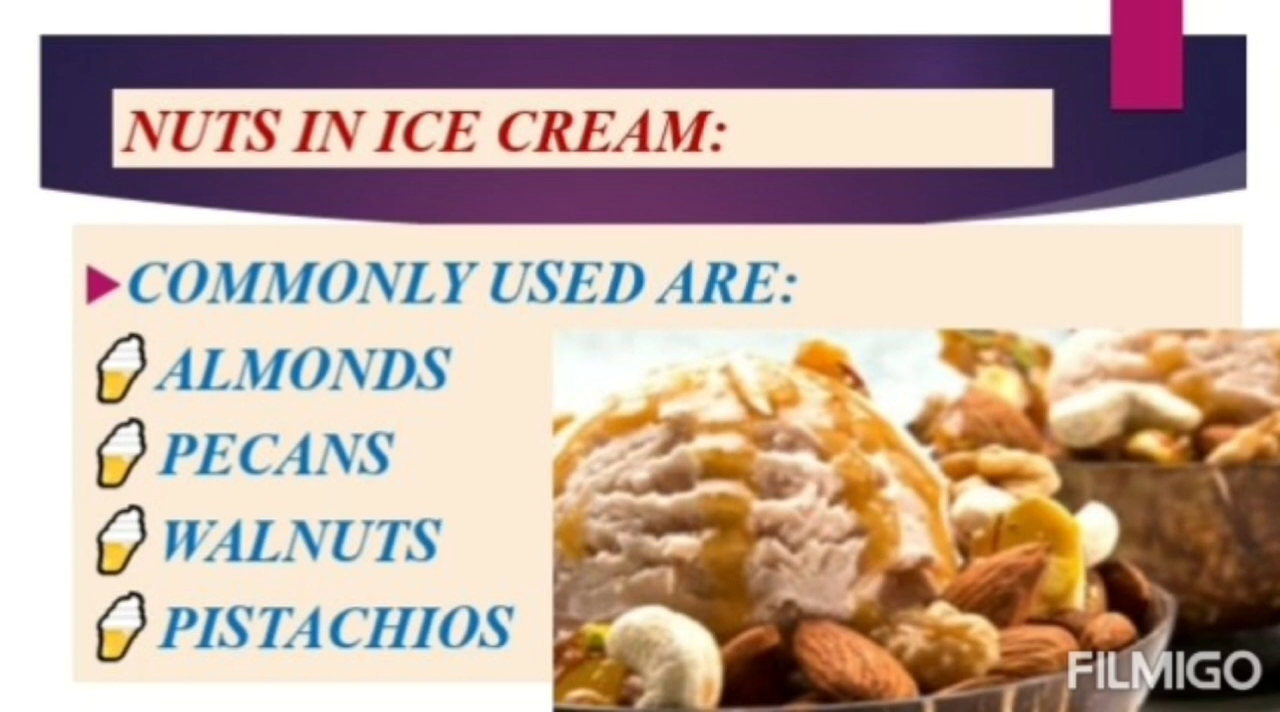 NUTS IN ICE CREAM:
COMMONLY USED ARE:
ALMONDS
PECANS
WALNUTS
PISTACHIOS
FILMIGO